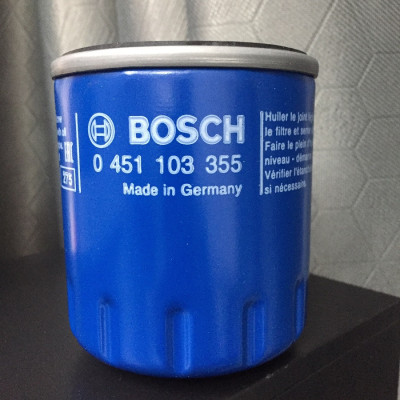 BOSCH
0 451 103 355
Made in Germany
Huiler le joint
le filtre et
Faire le plein
niveau -
Vérifier
si nécessaire.
275